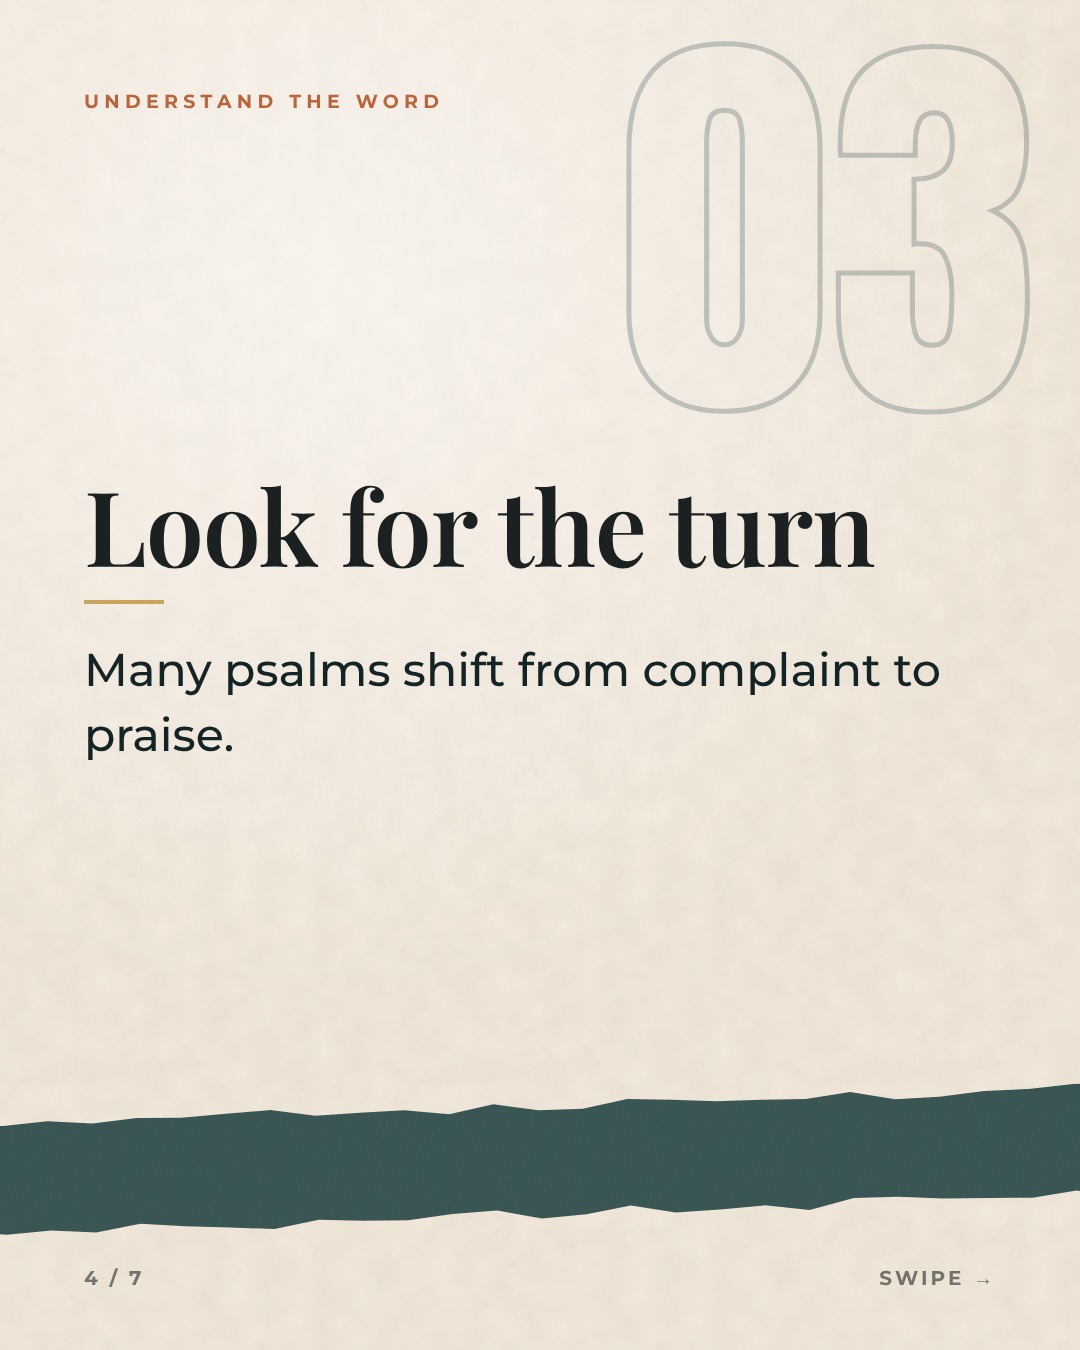 UNDERSTAND THE WORD
03
Look for the turn
Many psalms shift from complaint to
praise.
4 / 7
SWIPE →